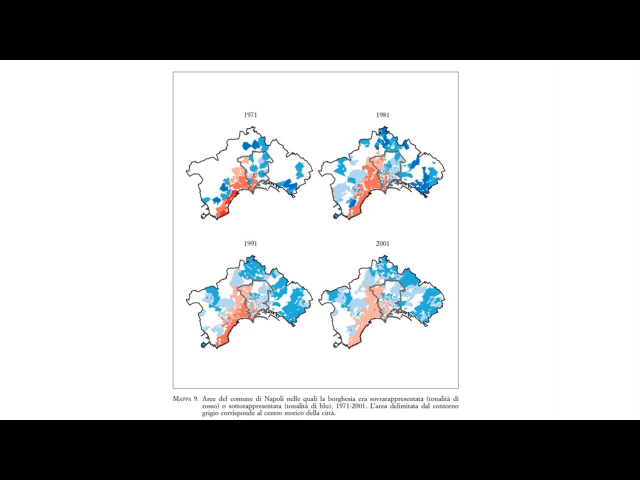 1971
1981
1991
2001
MAPPA 9. Aree del comune di Napoli nelle quali la borghesia era sovrarappresentata (tonalità di
rosso) o sottorappresentata (tonalità di blu), 1971-2001. L'area delimitata dal contorno
grigio corrisponde al centro storico della città.